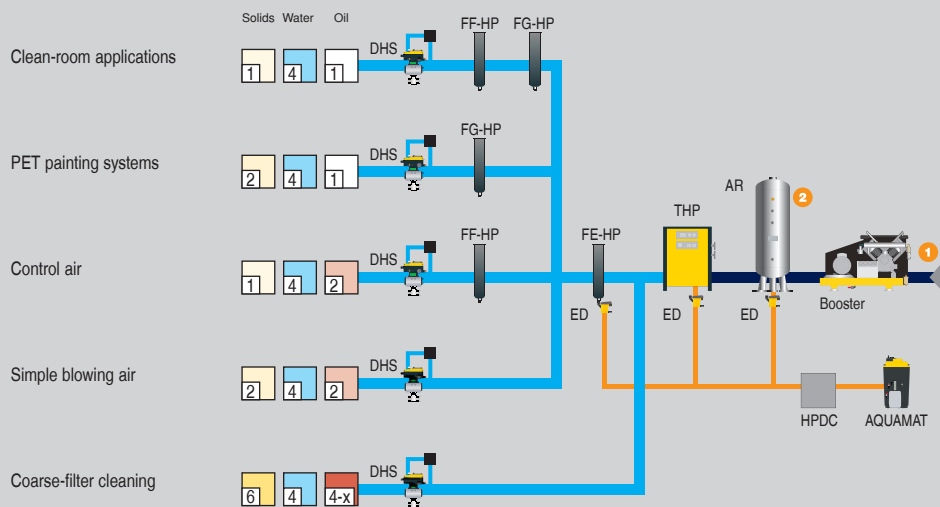 Solids Water Oil
Clean-room applications
1 4 1
DHS FF-HP FG-HP
PET painting systems
2 4 1
DHS FG-HP
Control air
1 4 2
DHS FF-HP FE-HP THP AR 2
Booster 1
ED ED ED
Simple blowing air
2 4 2
DHS
HPDC AQUAMAT
Coarse-filter cleaning
6 4 4-x
DHS